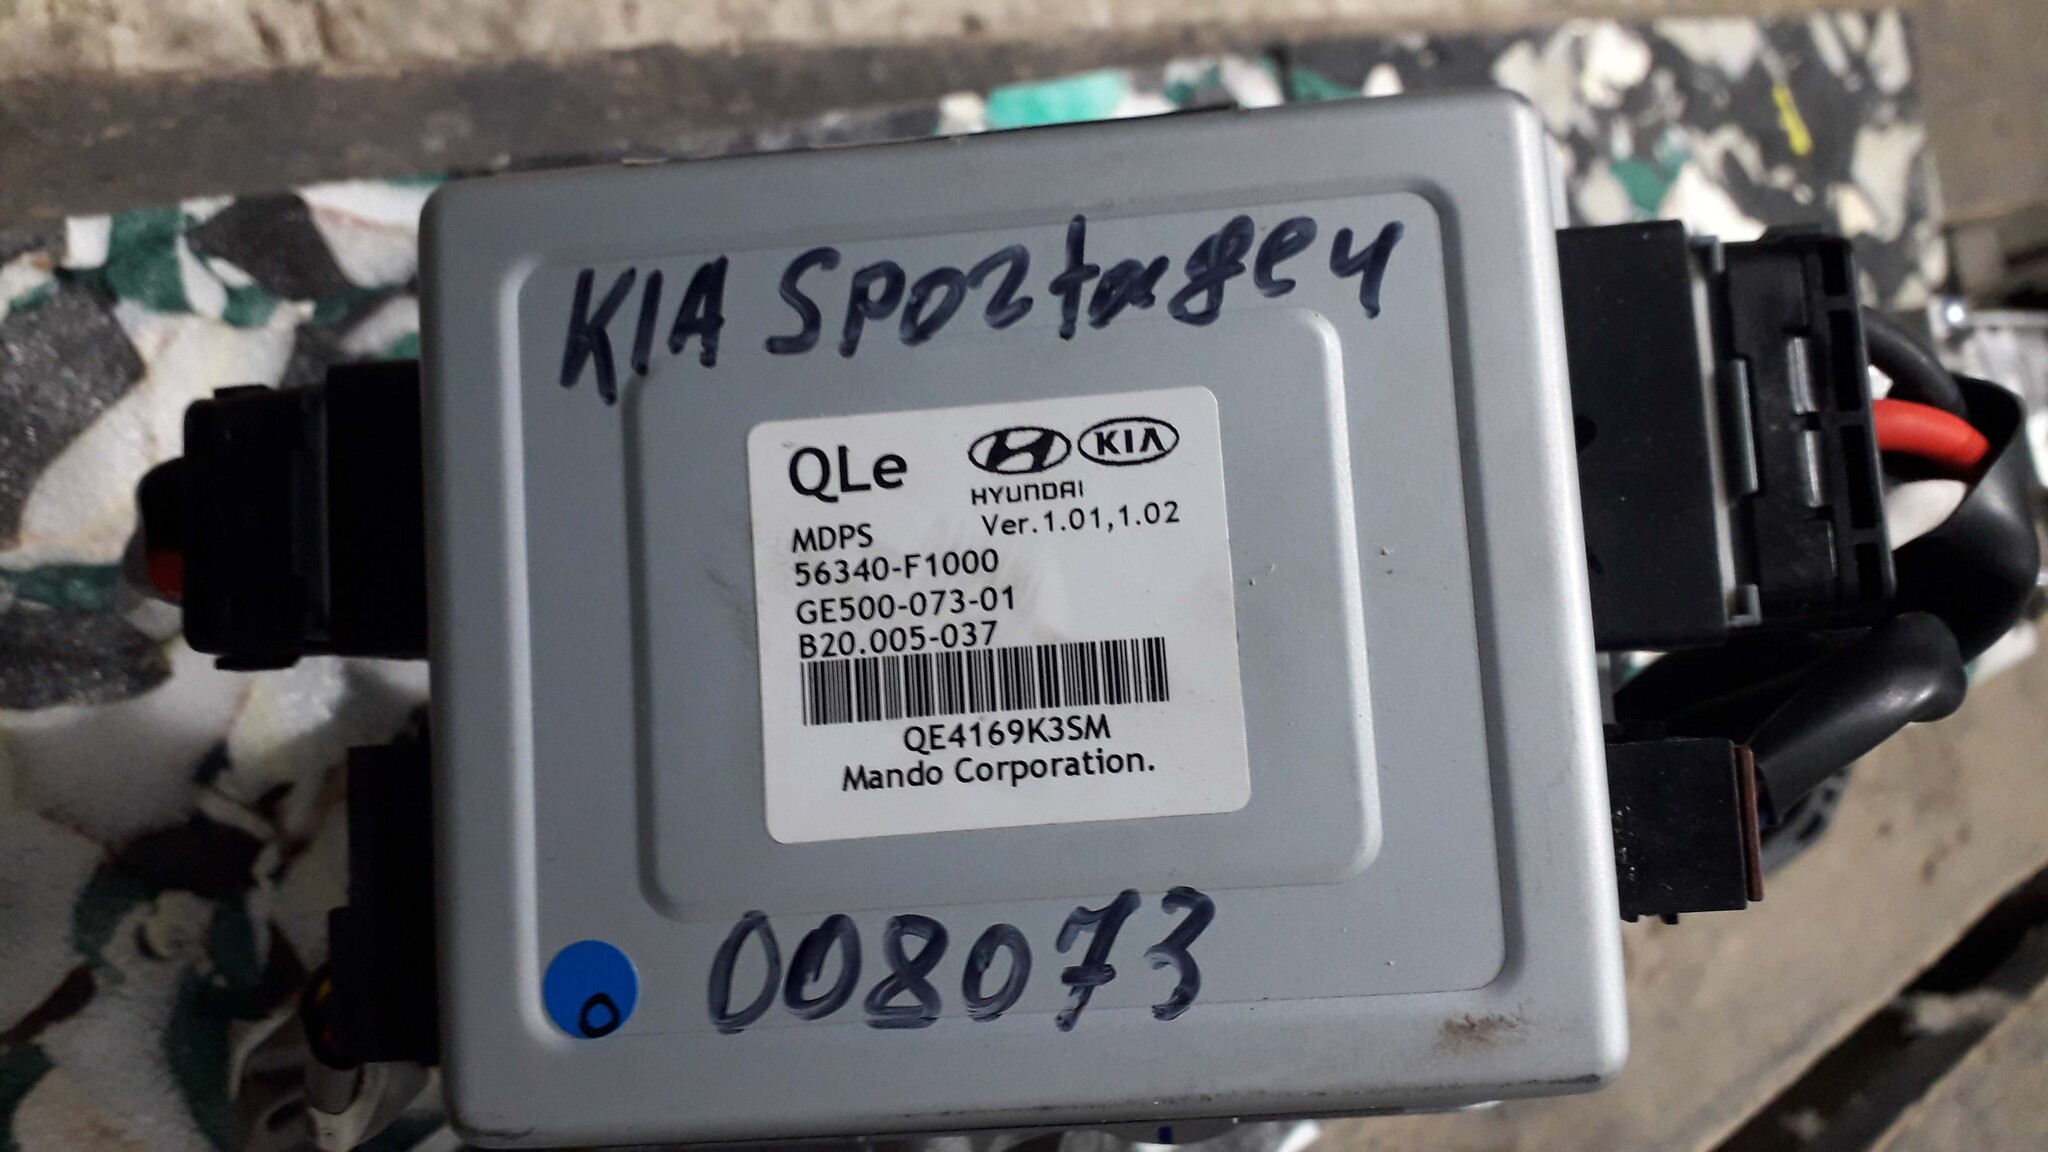 KIA Sportage 4
QLe
HYUNDAI
KIA
MDPS
Ver.1.01,1.02
56340-F1000
GE500-073-01
B20.005-037
QE4169K3SM
Mando Corporation.
0
008073